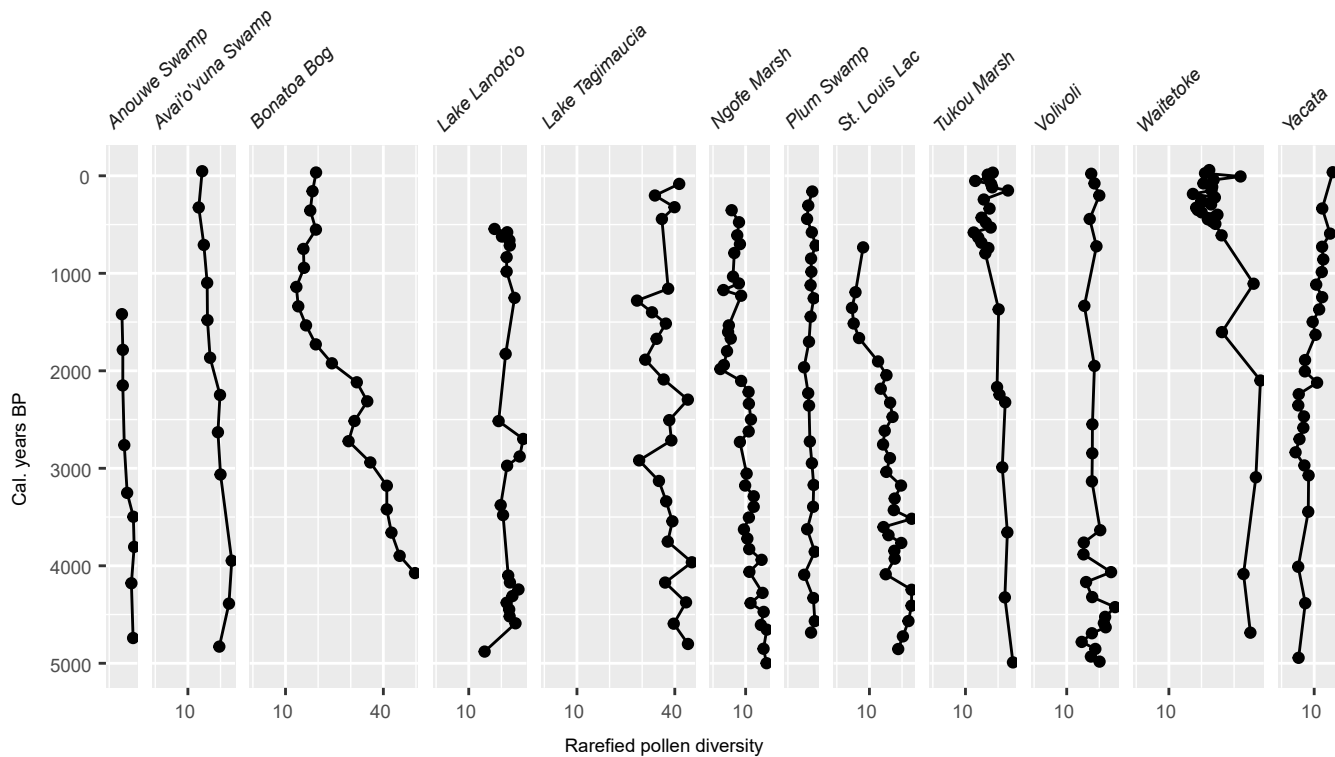 Anouwe Swamp
Avai'o'vuna Swamp
Bonatoa Bog
Lake Lanoto'o
Lake Tagimaucia
Ngofe Marsh
Plum Swamp
St. Louis Lac
Tukou Marsh
Volivoli
Waitetoke
Yacata
Cal. years BP
0
1000
2000
3000
4000
5000
10 10 40 10 10 40 10 10 10 10 10 10
Rarefied pollen diversity